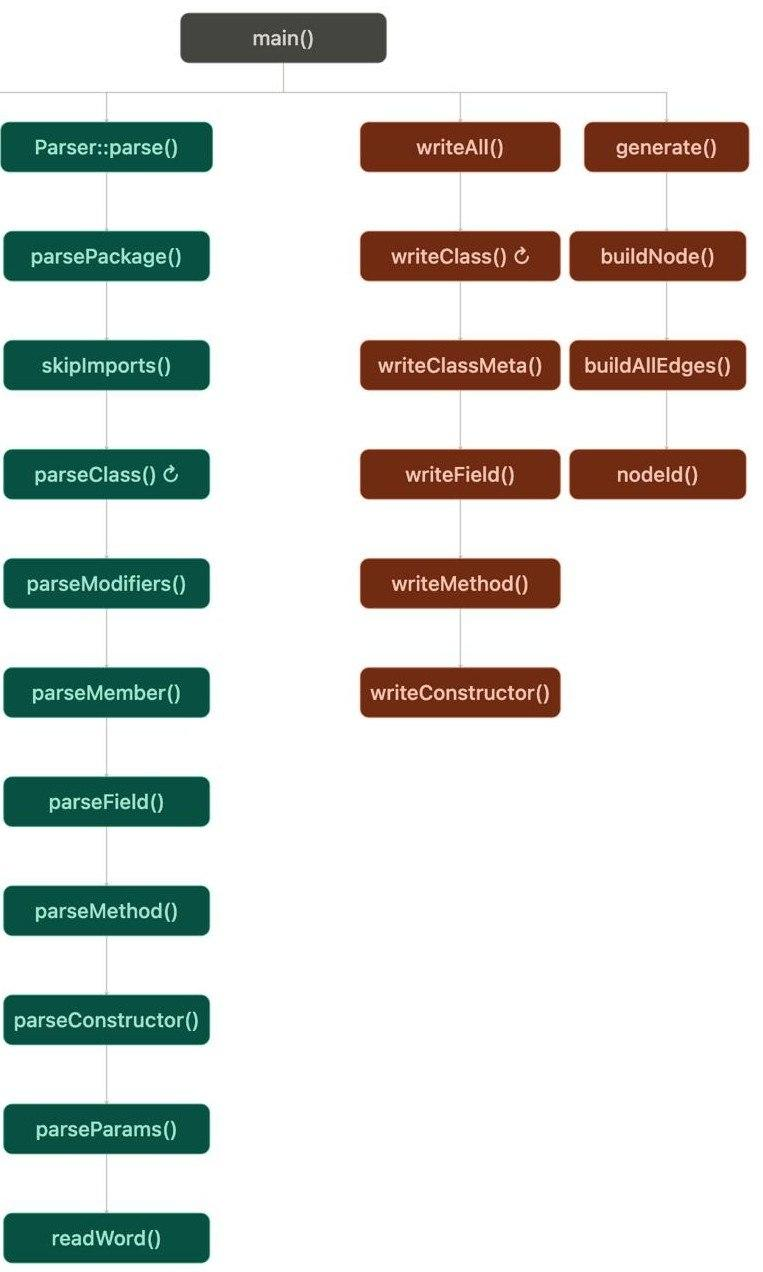 main()
Parser::parse()
writeAll()
generate()
parsePackage()
writeClass() ↻
buildNode()
skipImports()
writeClassMeta()
buildAllEdges()
parseClass() ↻
writeField()
nodeId()
parseModifiers()
writeMethod()
parseMember()
writeConstructor()
parseField()
parseMethod()
parseConstructor()
parseParams()
readWord()